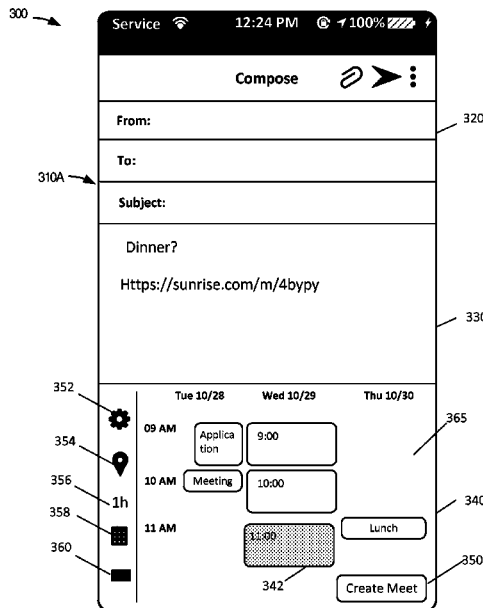 300
Service 12:24 PM 100%
Compose
From:
320
To:
310A
Subject:
Dinner?
Https://sunrise.com/m/4bypy
330
352
Tue 10/28 Wed 10/29 Thu 10/30
365
09 AM
Applica
tion
9:00
354
356
10 AM
Meeting
10:00
1h
340
358
11 AM
11:00
Lunch
360
342
Create Meet
350